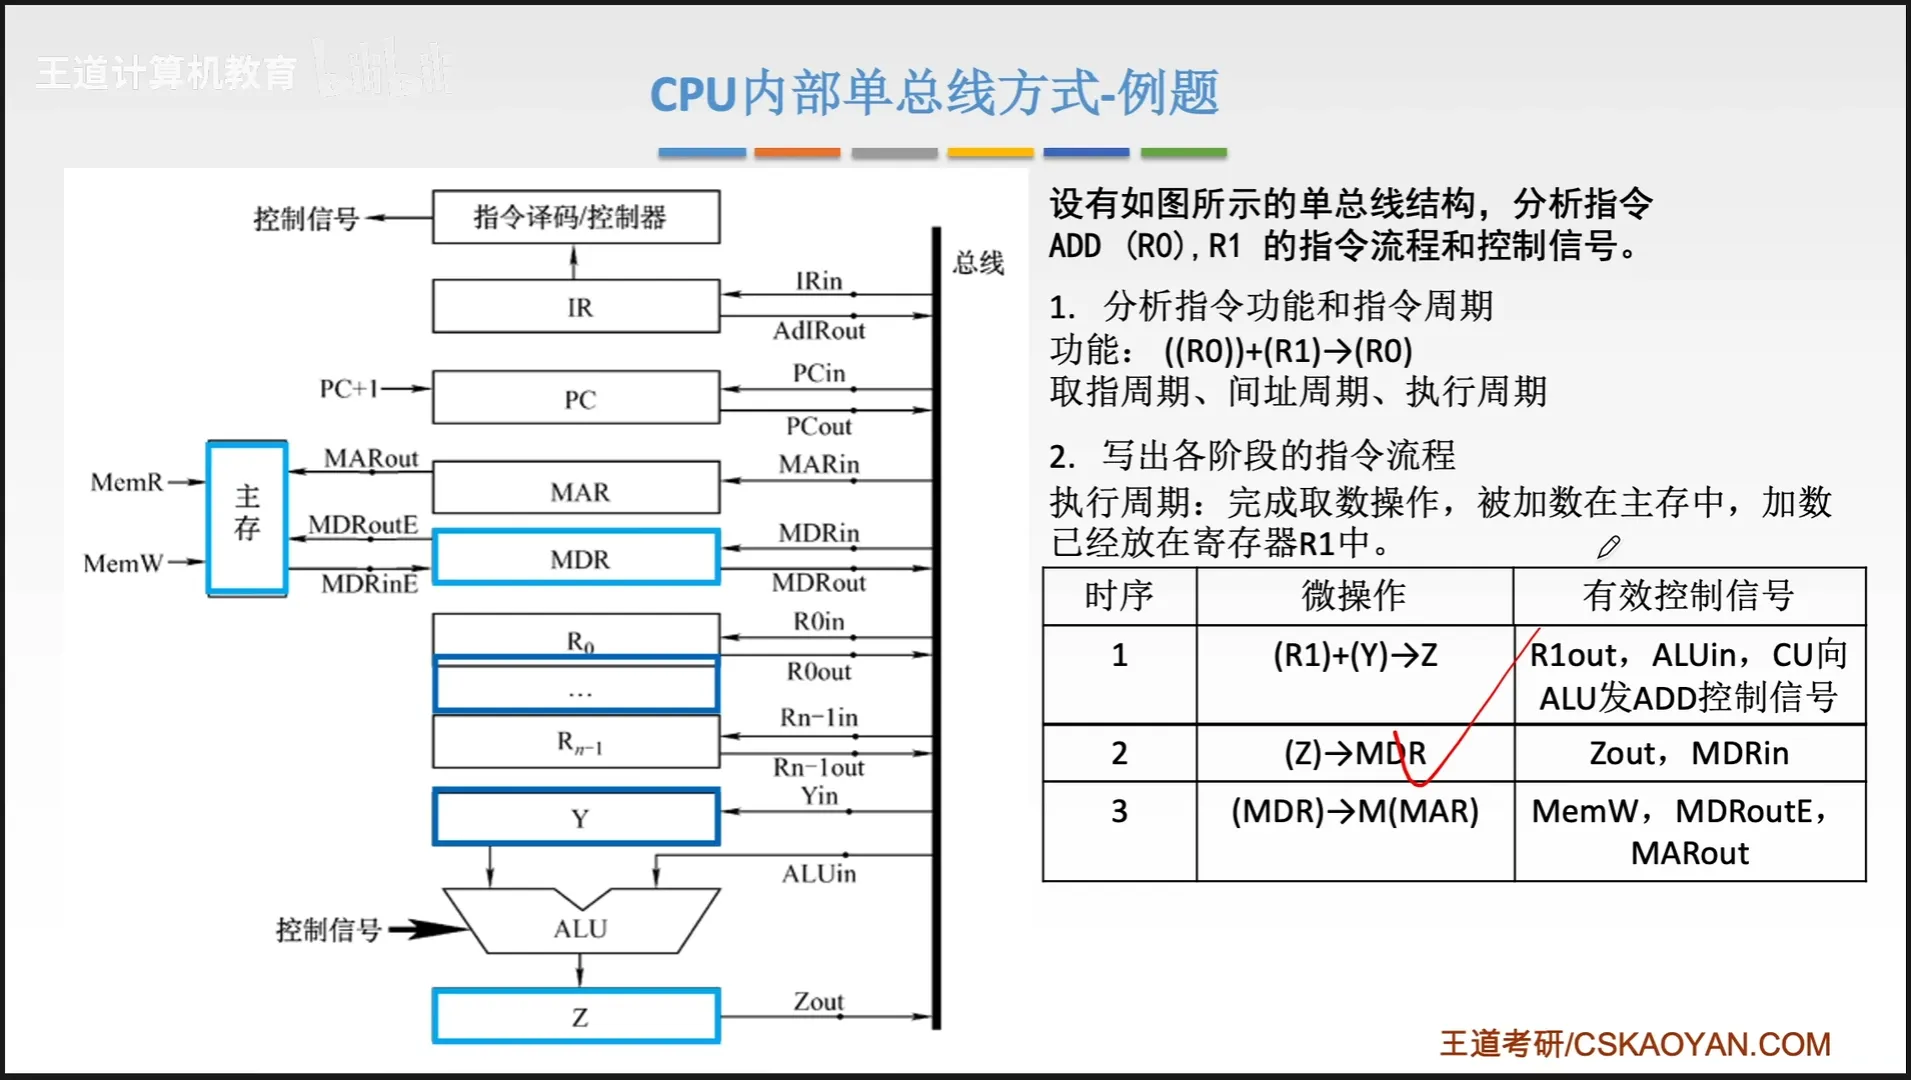 王道计算机教育 bilibili
CPU内部单总线方式-例题
控制信号
指令译码/控制器
总线
IRin
IR
AdIRout
PCin
PC+1
PC
PCout
MARout
MARin
MemR
主存
MAR
MDRoutE
MDRin
MemW
MDR
MDRinE
MDRout
R0in
R0
R0out
...
Rn-1in
Rn-1
Rn-1out
Yin
Y
ALUin
控制信号
ALU
Zout
Z
设有如图所示的单总线结构，分析指令
ADD (R0),R1 的指令流程和控制信号。
1. 分析指令功能和指令周期
功能： ((R0))+(R1)→(R0)
取指周期、间址周期、执行周期
2. 写出各阶段的指令流程
执行周期：完成取数操作，被加数在主存中，加数
已经放在寄存器R1中。
时序 微操作 有效控制信号
1 (R1)+(Y)→Z R1out，ALUin，CU向
ALU发ADD控制信号
2 (Z)→MDR Zout，MDRin
3 (MDR)→M(MAR) MemW，MDRoutE，
MARout
王道考研/CSKAOYAN.COM